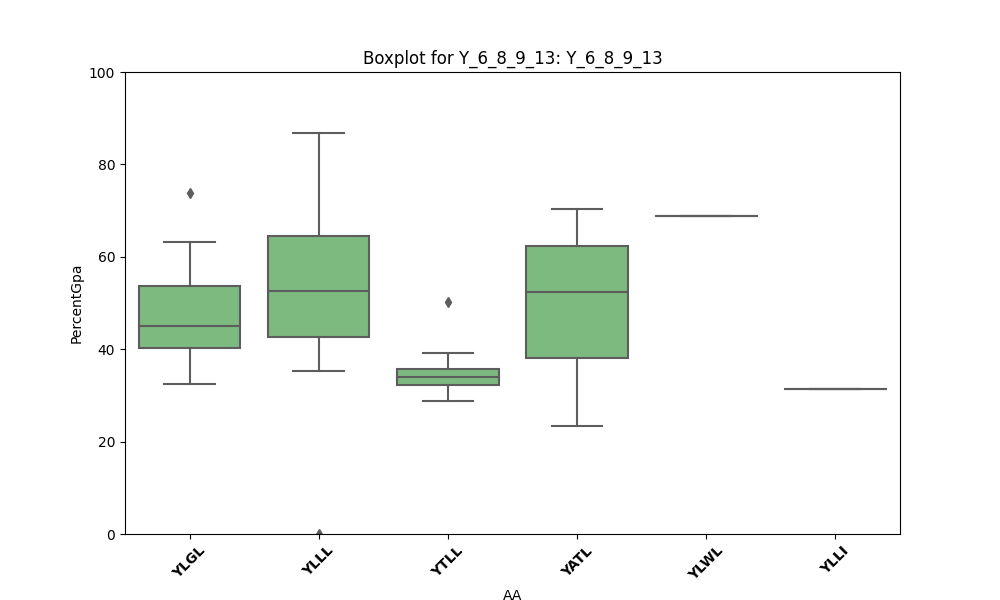 Boxplot for Y_6_8_9_13: Y_6_8_9_13
100
80
60
40
20
0
PercentGpa
YLGL
YLLL
YTLL
YATL
YLWL
YLLI
AA